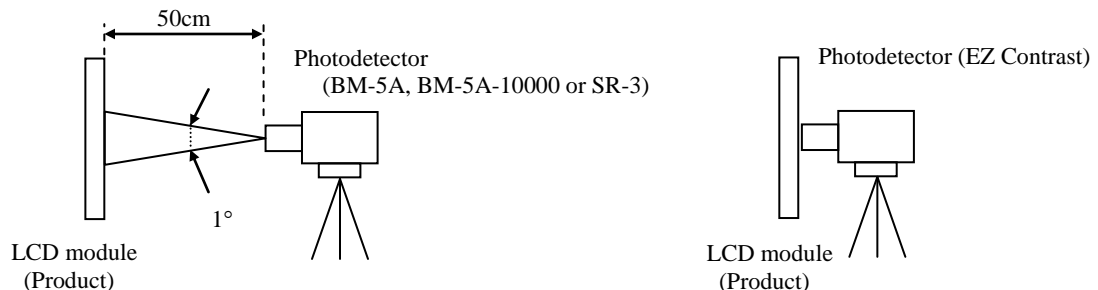 50cm
Photodetector
(BM-5A, BM-5A-10000 or SR-3)
1°
LCD module
(Product)
Photodetector (EZ Contrast)
LCD module
(Product)